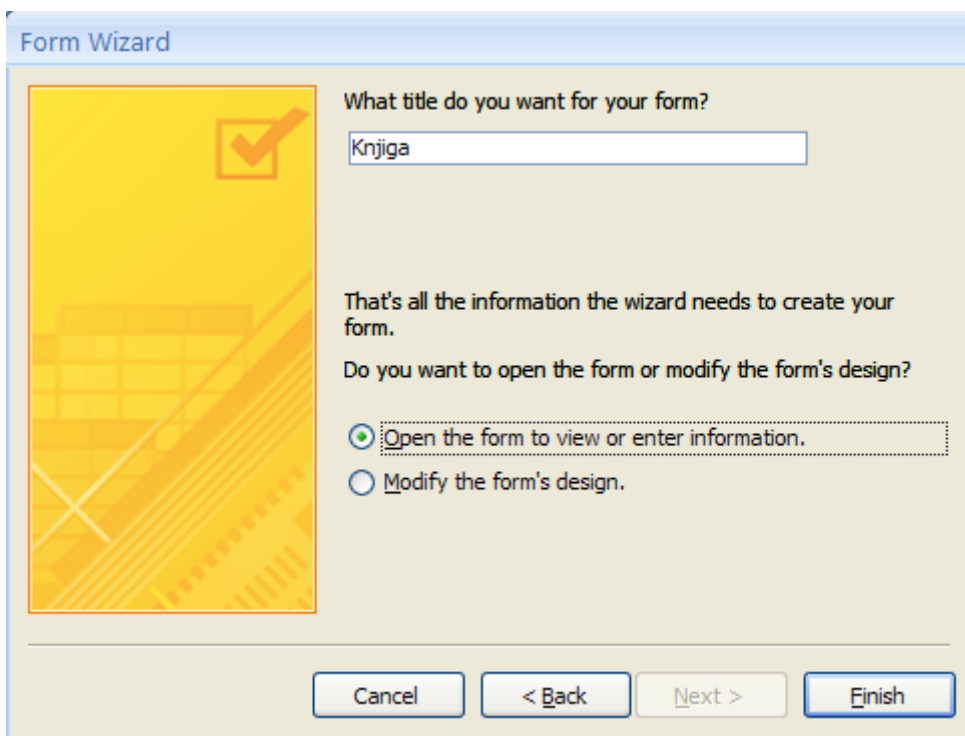 Form Wizard
What title do you want for your form?
Knjiga
That's all the information the wizard needs to create your
form.
Do you want to open the form or modify the form's design?
Open the form to view or enter information.
Modify the form's design.
Cancel
< Back
Next >
Finish